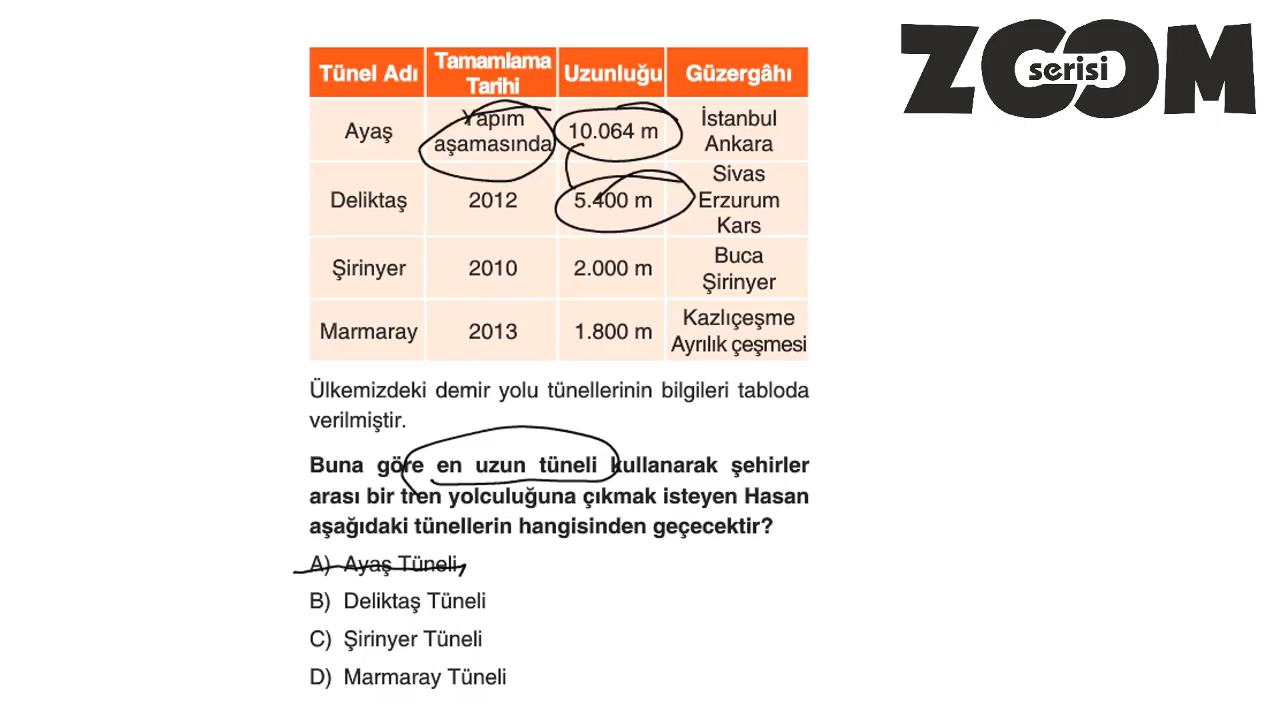 ZOOM
serisi
Tünel Adı Tamamlama Tarihi Uzunluğu Güzergâhı
Ayaş Yapım aşamasında 10.064 m İstanbul Ankara
Deliktaş 2012 5.400 m Sivas Erzurum Kars
Şirinyer 2010 2.000 m Buca Şirinyer
Marmaray 2013 1.800 m Kazlıçeşme Ayrılık çeşmesi
Ülkemizdeki demir yolu tünellerinin bilgileri tabloda
verilmiştir.
Buna göre en uzun tüneli kullanarak şehirler
arası bir tren yolculuğuna çıkmak isteyen Hasan
aşağıdaki tünellerin hangisinden geçecektir?
A) Ayaş Tüneli
B) Deliktaş Tüneli
C) Şirinyer Tüneli
D) Marmaray Tüneli